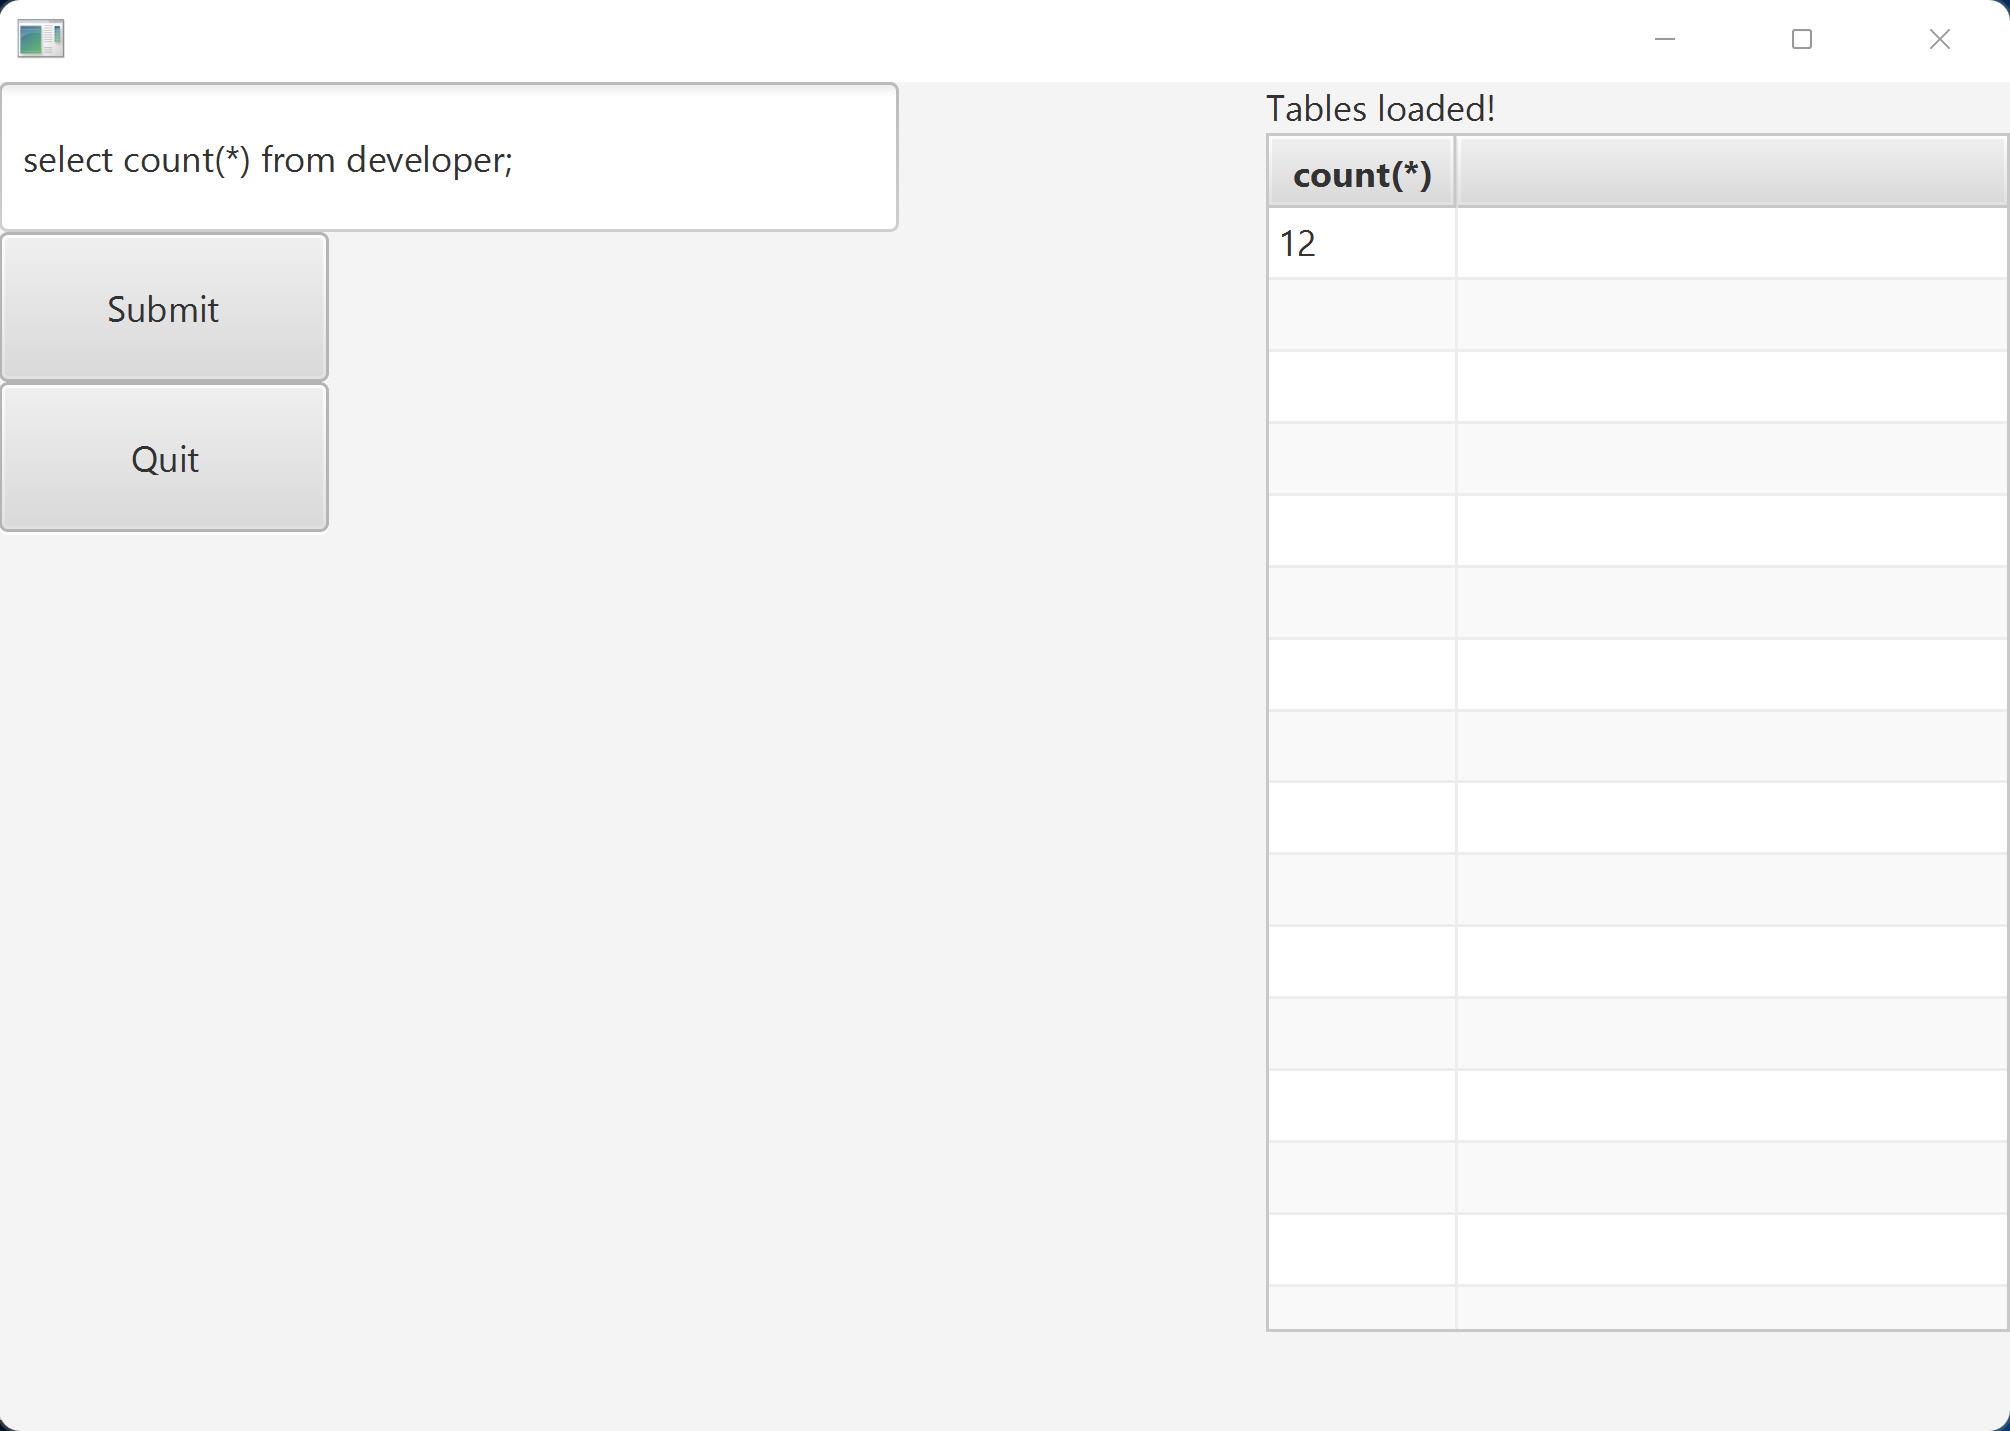 select count(*) from developer;
Submit
Quit
Tables loaded!
count(*)
12